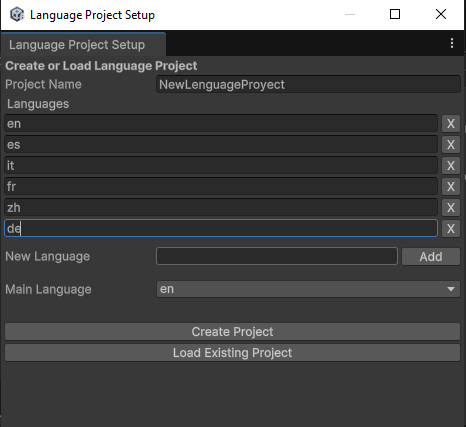 Language Project Setup
Language Project Setup
Create or Load Language Project
Project Name NewLenguageProyect
Languages
en X
es X
it X
fr X
zh X
de X
New Language Add
Main Language en
Create Project
Load Existing Project